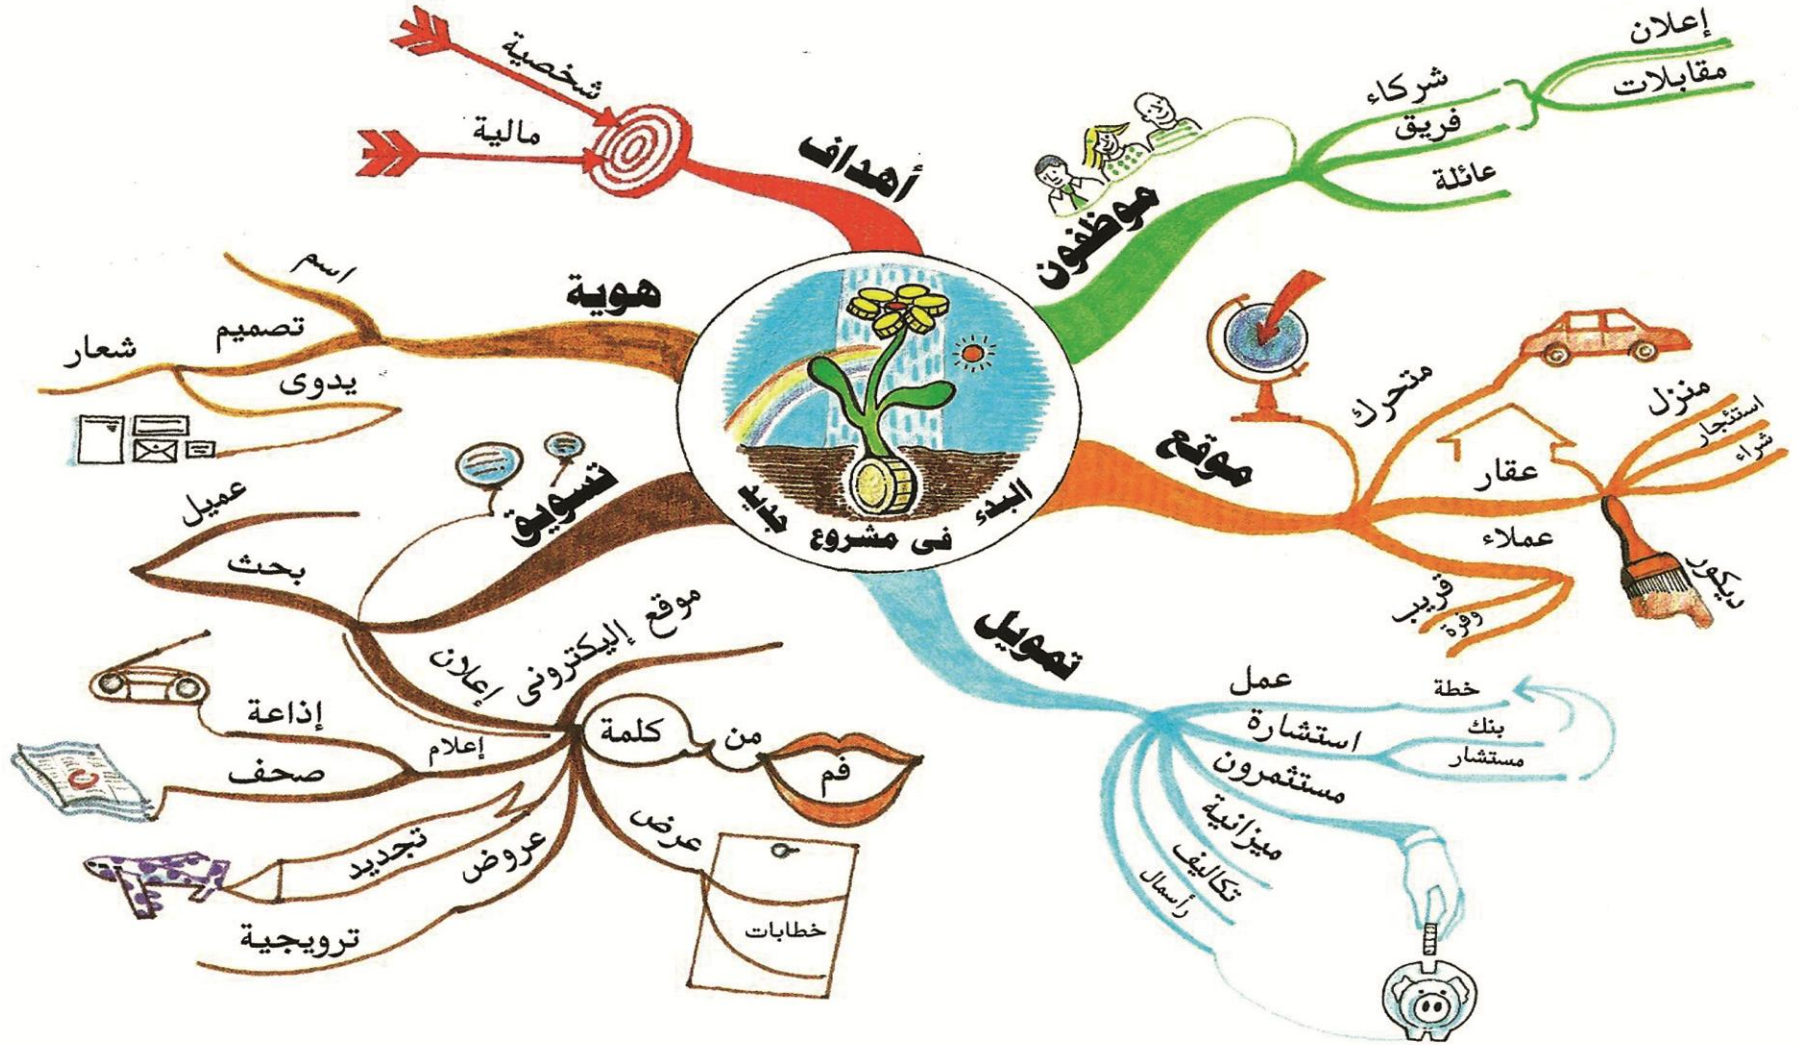 البدء فى مشروع جديد
أهداف
شخصية
مالية
موظفون
شركاء
فريق
عائلة
إعلان
مقابلات
موقع
متحرك
عقار
منزل
استئجار
شراء
ديكور
عملاء
قريب
وفرة
تمويل
عمل
خطة
استشارة
بنك
مستشار
مستثمرون
ميزانية
تكاليف
رأسمال
تسويق
بحث
عميل
إعلان
موقع إليكترونى
كلمة
من
فم
إعلام
إذاعة
صحف
عروض
تجديد
ترويجية
عرض
خطابات
هوية
اسم
تصميم
شعار
يدوى